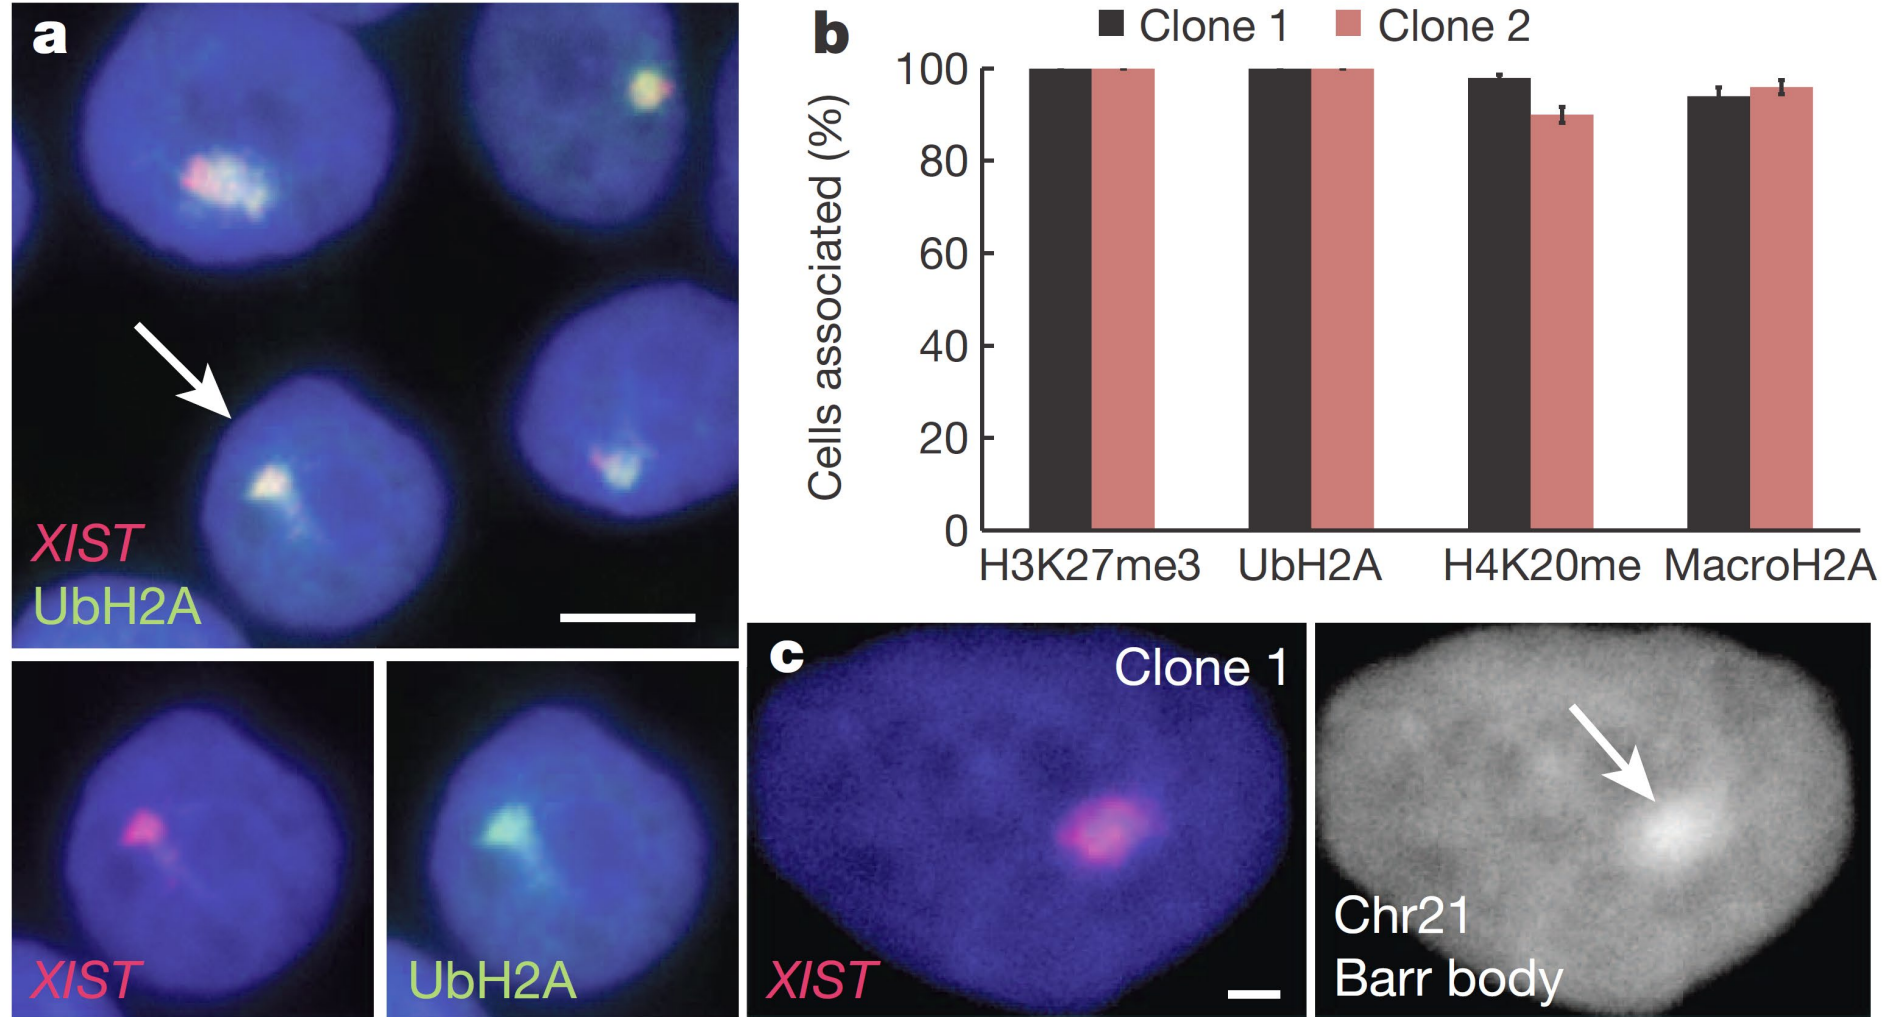 a
XIST
UbH2A
XIST
UbH2A
b
Clone 1
Clone 2
Cells associated (%)
100
80
60
40
20
0
H3K27me3
UbH2A
H4K20me
MacroH2A
c
Clone 1
XIST
Chr21
Barr body